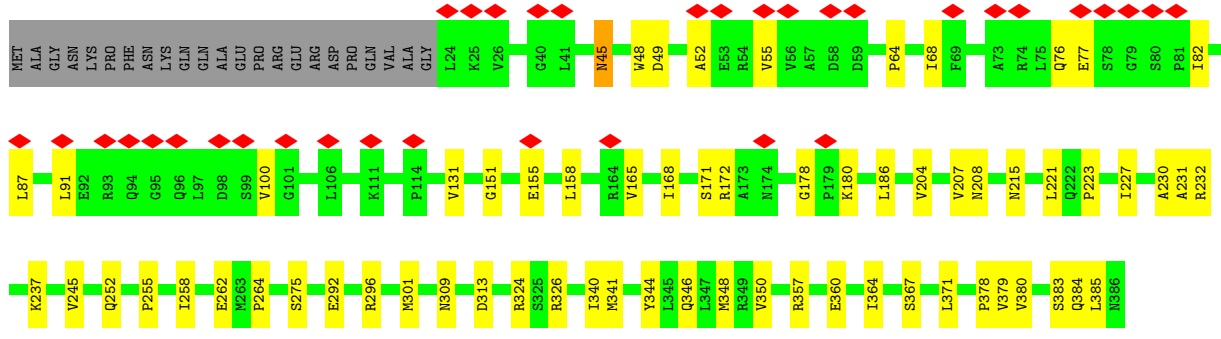 MET ALA GLY ASN LYS PRO PHE ASN LYS GLN GLN ALA GLU PRO ARG GLU ARG ASP PRO GLN VAL ALA GLY L24 K25 V26 G40 L41 N45 W48 D49 A52 E53 R54 V55 V56 A57 D58 D59 P64 I68 F69 A73 R74 L75 Q76 E77 S78 G79 S80 P81 I82
L87 L91 E92 R93 Q94 G95 Q96 L97 D98 S99 V100 G101 L106 K111 P114 V131 G151 E155 L158 R164 V165 I168 S171 R172 A173 N174 G178 P179 K180 L186 V204 V207 N208 N215 L221 Q222 P223 I227 A230 A231 R232
K237 V245 Q252 P255 I258 E262 M263 P264 S275 E292 R296 M301 N309 D313 R324 S325 R326 I340 M341 Y344 L345 Q346 L347 M348 R349 V350 R357 E360 I364 S367 L371 P378 V379 V380 S383 Q384 L385 N386